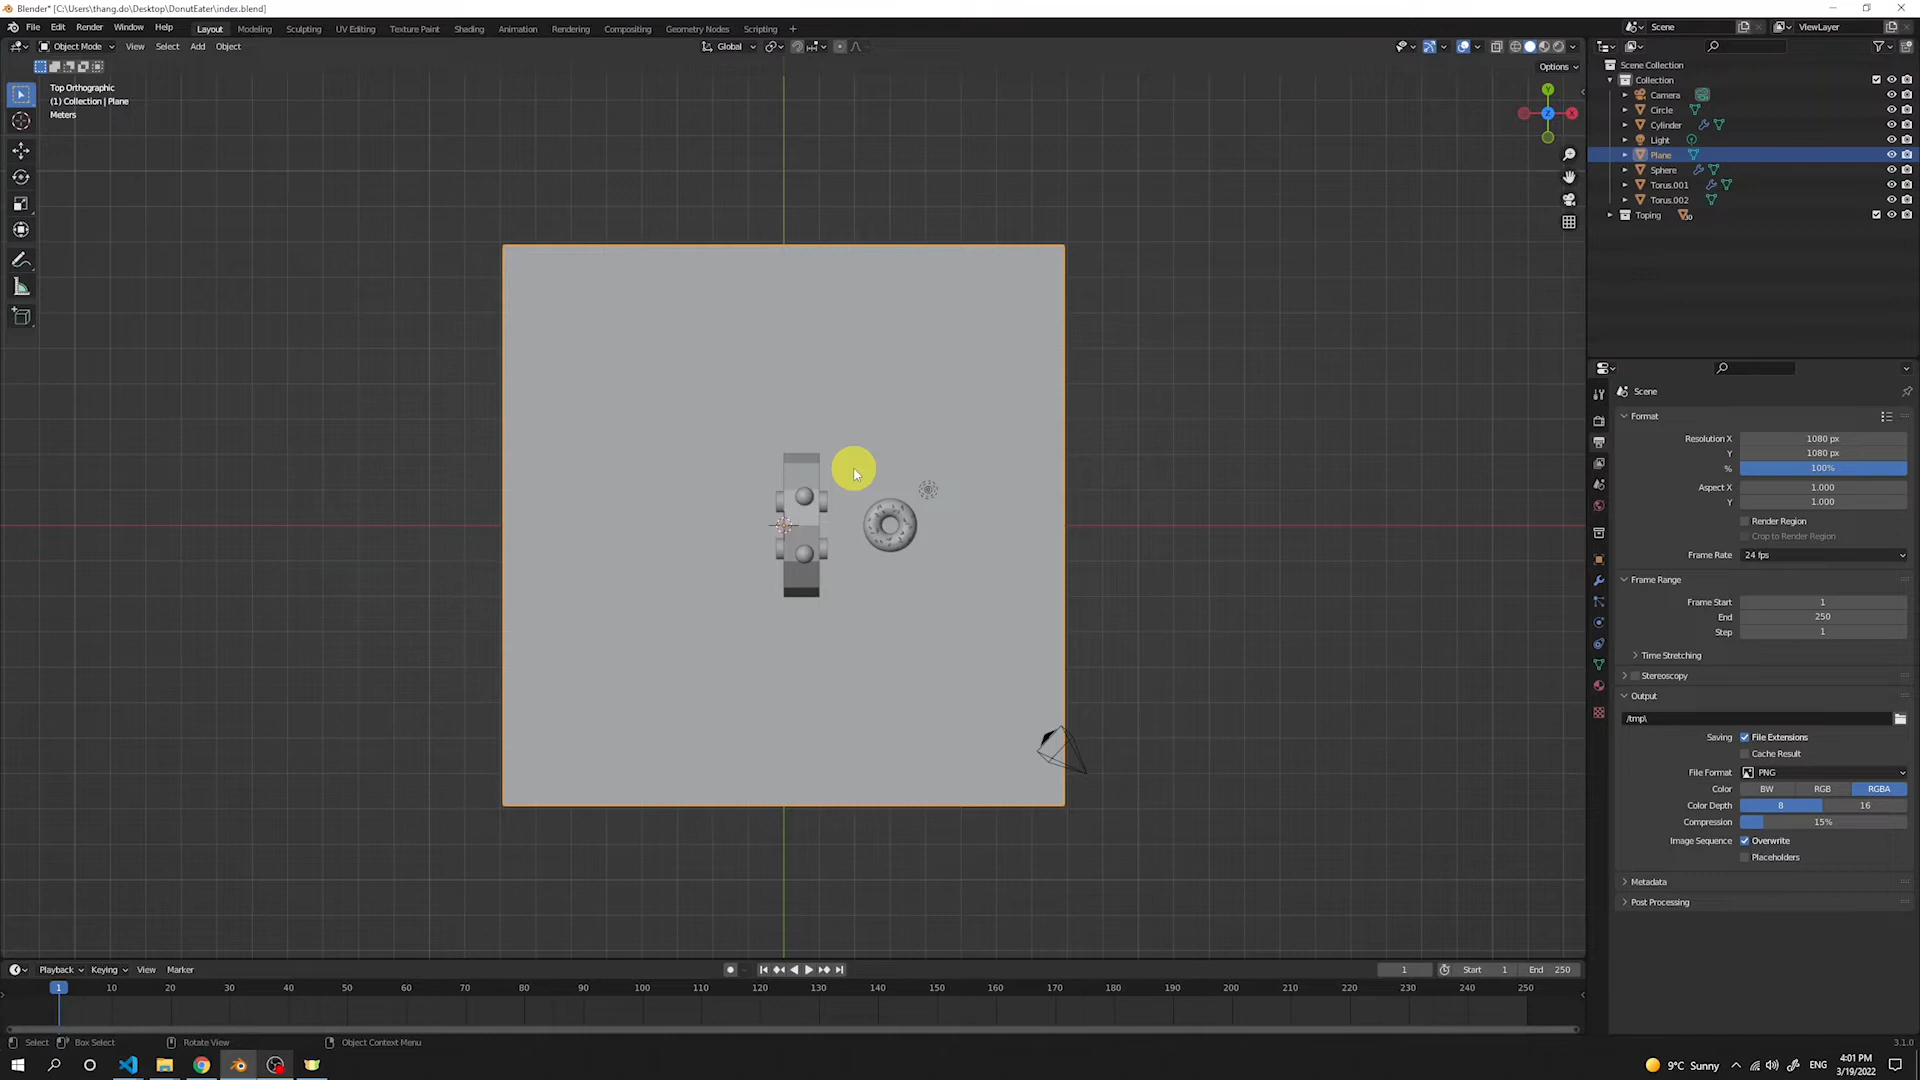 Blender* [C:\Users\thang.do\Desktop\DonutEater\index.blend]
File Edit Render Window Help Layout Modeling Sculpting UV Editing Texture Paint Shading Animation Rendering Compositing Geometry Nodes Scripting +
Scene ViewLayer
Object Mode View Select Add Object Global
Options
Top Orthographic
(1) Collection | Plane
Meters
Y
X
Z
Scene Collection
Collection
Camera
Circle
Cylinder
Light
Plane
Sphere
Torus.001
Torus.002
Toping 30
Scene
Format
Resolution X 1080 px
Y 1080 px
% 100%
Aspect X 1.000
Y 1.000
Render Region
Crop to Render Region
Frame Rate 24 fps
Frame Range
Frame Start 1
End 250
Step 1
Time Stretching
Stereoscopy
Output
/tmp\
Saving File Extensions
Cache Result
File Format PNG
Color BW RGB RGBA
Color Depth 8 16
Compression 15%
Image Sequence Overwrite
Placeholders
Metadata
Post Processing
Playback Keying View Marker 1 Start 1 End 250
1 10 20 30 40 50 60 70 80 90 100 110 120 130 140 150 160 170 180 190 200 210 220 230 240 250
Select Box Select Rotate View Object Context Menu 3.1.0
9°C Sunny ENG 4:01 PM
3/19/2022